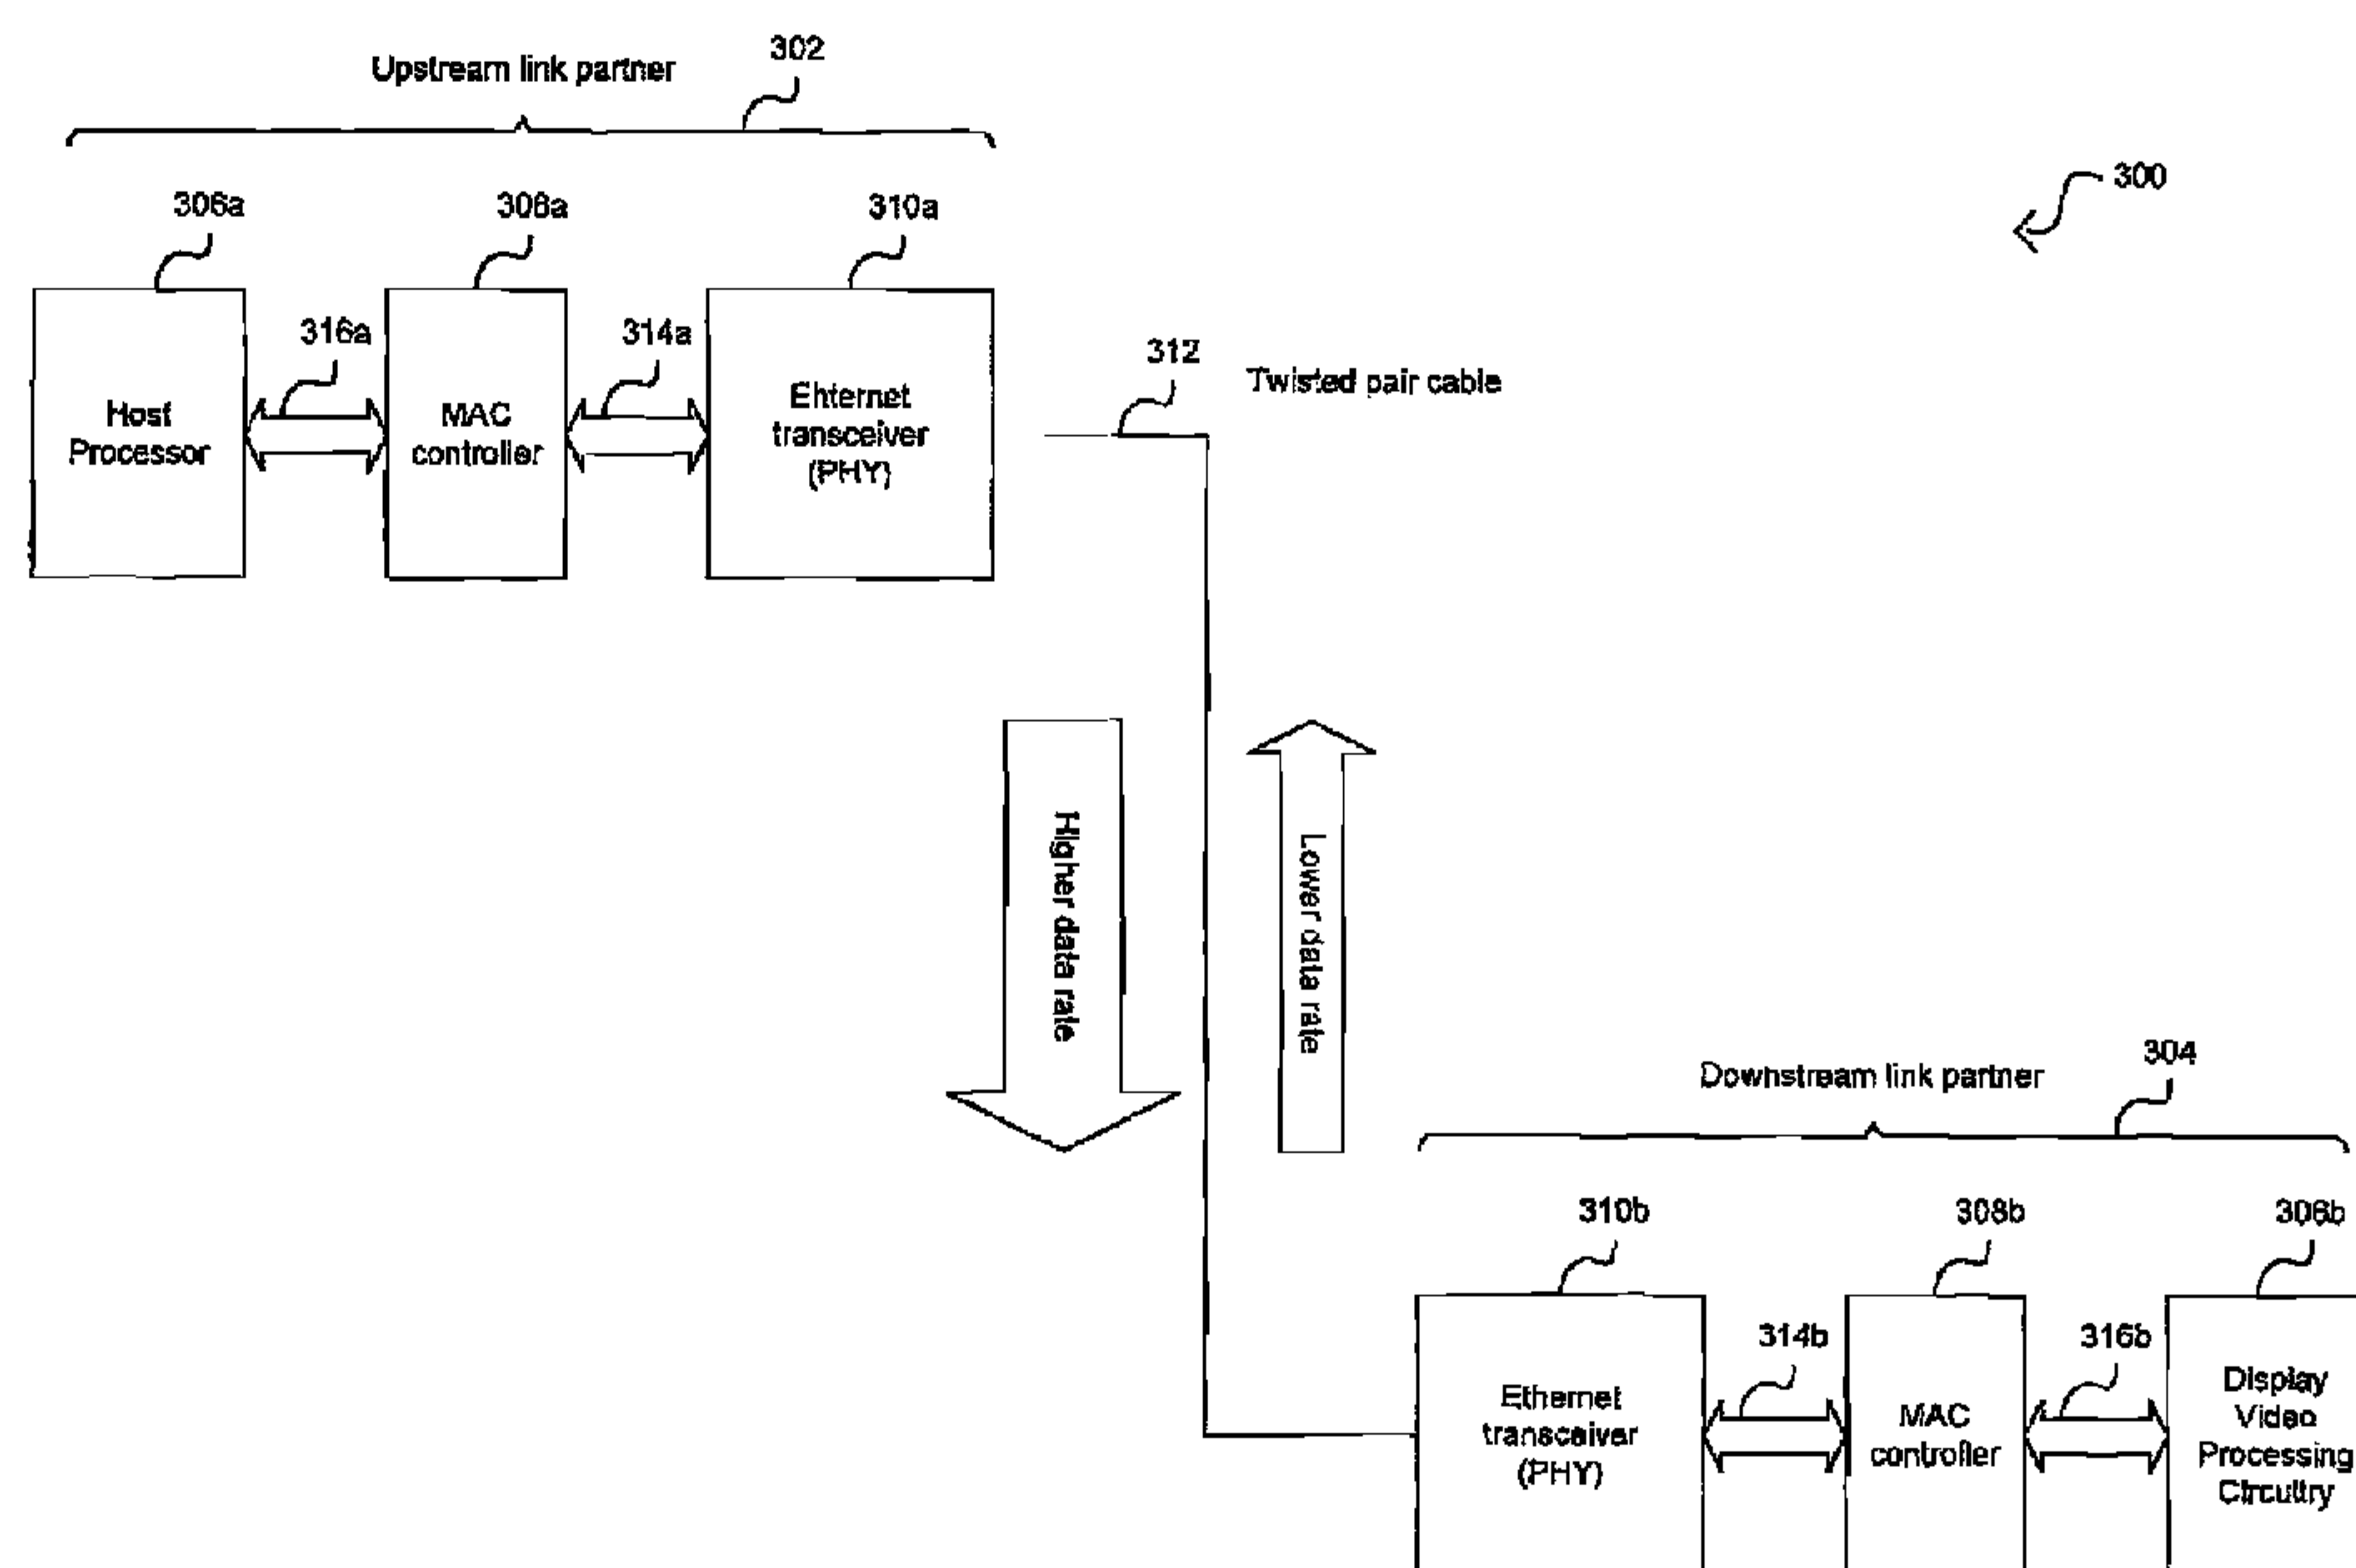 Upstream link partner
302
300
306a
308a
310a
316a
314a
312
Twisted pair cable
Host
Processor
MAC
controller
Ehternet
transceiver
(PHY)
Higher data rate
Lower data rate
Downstream link partner
304
310b
308b
306b
314b
316b
Ethernet
transceiver
(PHY)
MAC
controller
Display
Video
Processing
Circuitry